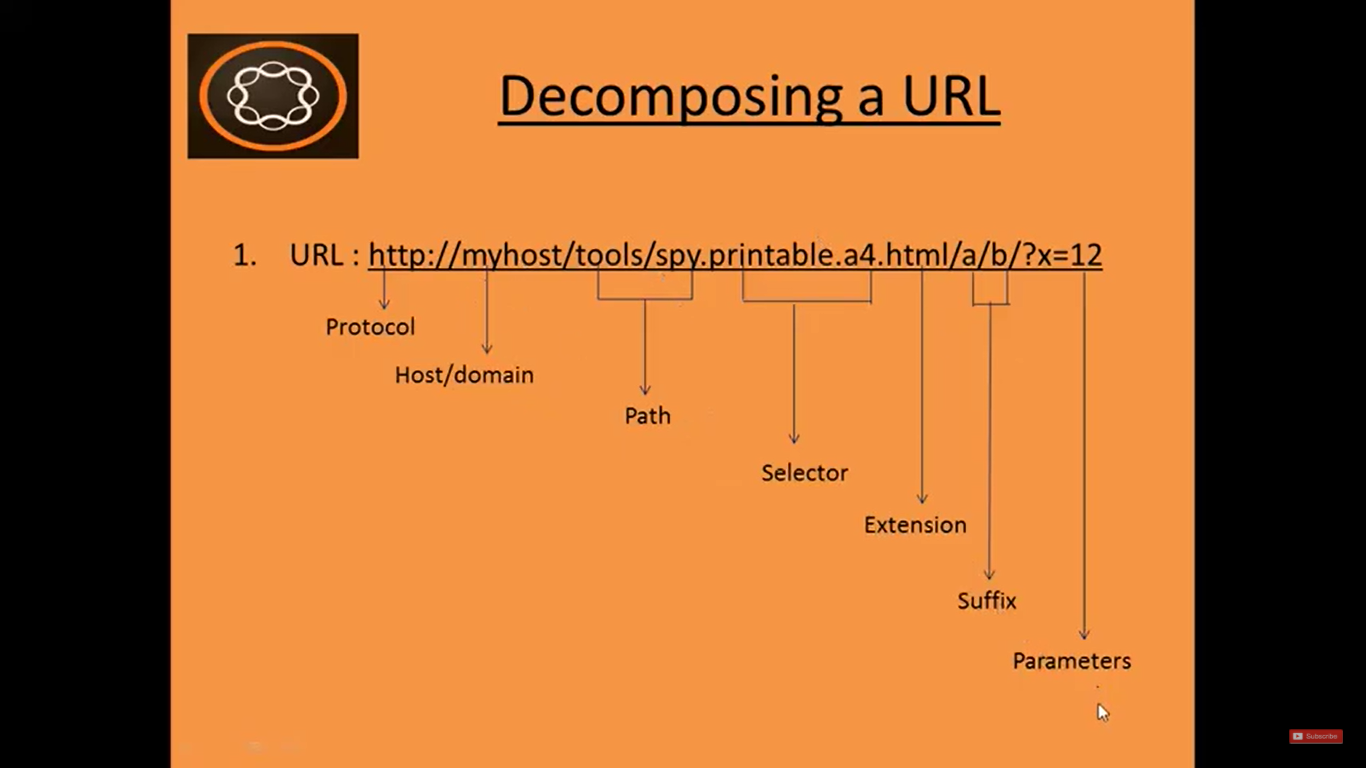 Decomposing a URL
1. URL : http://myhost/tools/spy.printable.a4.html/a/b/?x=12
Protocol
Host/domain
Path
Selector
Extension
Suffix
Parameters
Subscribe